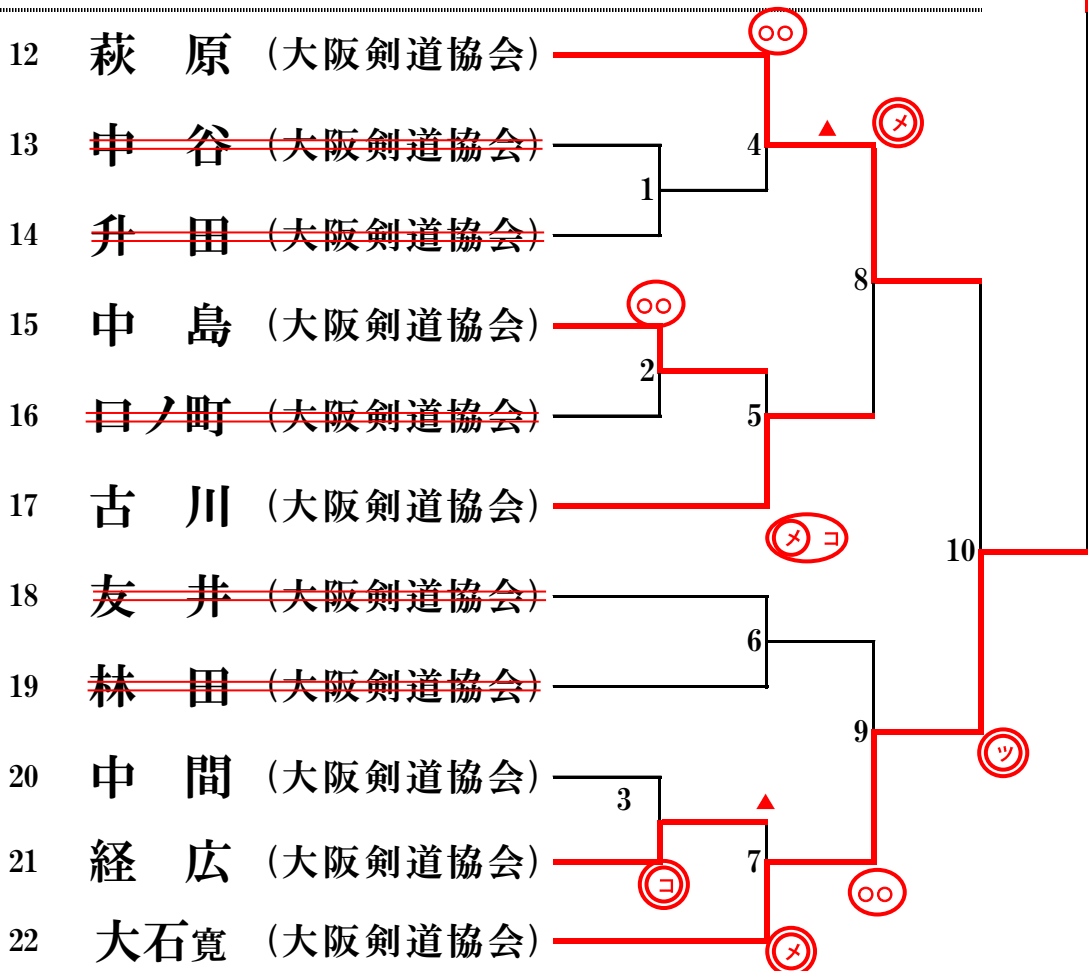 12 萩 原 (大阪剣道協会)
13 中 谷 (大阪剣道協会)
14 升 田 (大阪剣道協会)
15 中 島 (大阪剣道協会)
16 口ノ町 (大阪剣道協会)
17 古 川 (大阪剣道協会)
18 友 井 (大阪剣道協会)
19 林 田 (大阪剣道協会)
20 中 間 (大阪剣道協会)
21 経 広 (大阪剣道協会)
22 大石寛 (大阪剣道協会)
1
2
3
○○
コ
4
5
メ コ
6
7
メ
メ
8
9
○○
10
ツ
○○